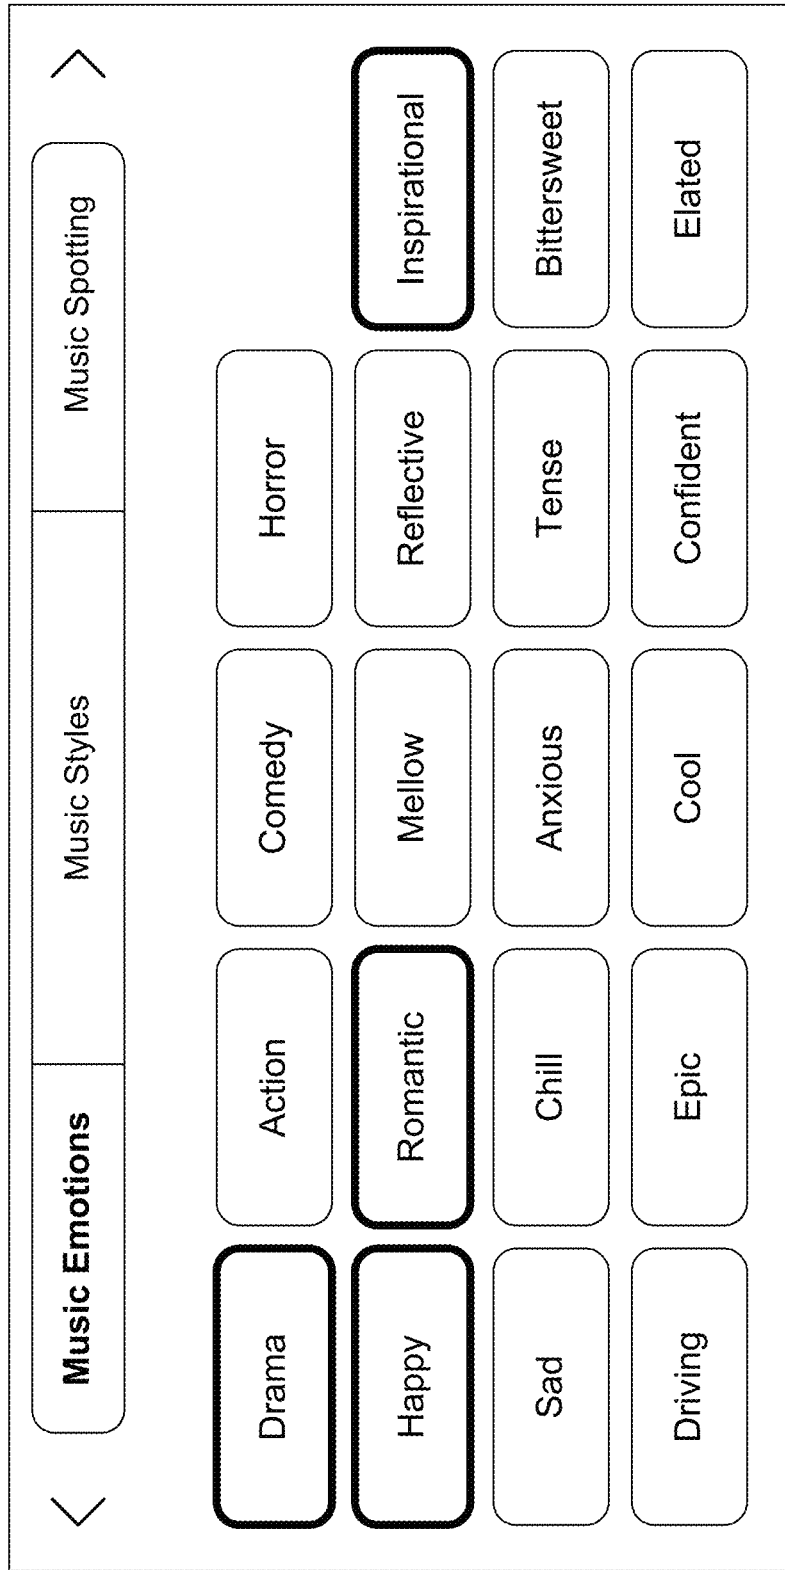 Music Emotions Music Styles Music Spotting
Drama Action Comedy Horror
Happy Romantic Mellow Reflective Inspirational
Sad Chill Anxious Tense Bittersweet
Driving Epic Cool Confident Elated